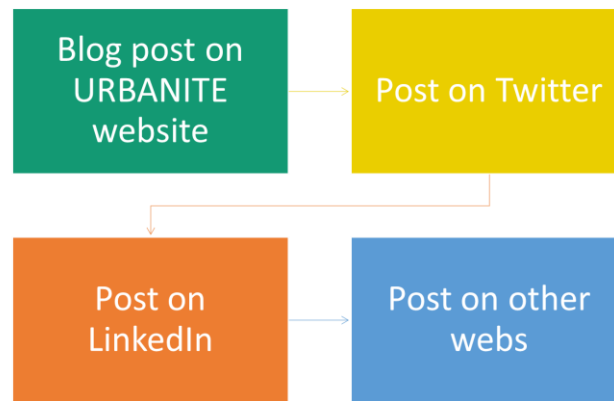 Blog post on
URBANITE
website
Post on Twitter
Post on
LinkedIn
Post on other
webs